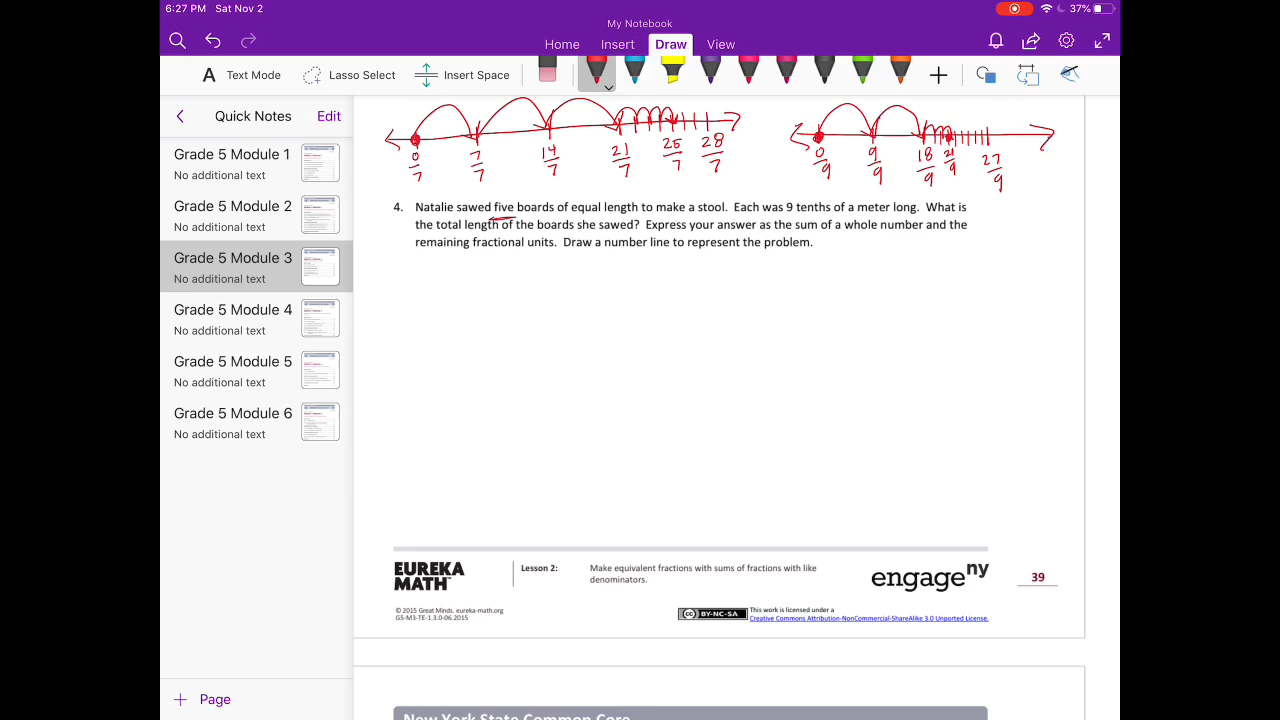 6:27 PM Sat Nov 2
37%
My Notebook
Home Insert Draw View
A Text Mode Lasso Select Insert Space
Quick Notes Edit
Grade 5 Module 1
No additional text
Grade 5 Module 2
No additional text
Grade 5 Module 3
No additional text
Grade 5 Module 4
No additional text
Grade 5 Module 5
No additional text
Grade 5 Module 6
No additional text
+ Page
0/7 7/7 14/7 21/7 25/7 28/7
0/9 9/9 18/9 21/9 27/9
4. Natalie sawed five boards of equal length to make a stool. Each was 9 tenths of a meter long. What is
the total length of the boards she sawed? Express your answer as the sum of a whole number and the
remaining fractional units. Draw a number line to represent the problem.
EUREKA
MATH™
Lesson 2: Make equivalent fractions with sums of fractions with like
denominators.
engage ny
39
© 2015 Great Minds. eureka-math.org
G5-M3-TE-1.3.0-06.2015
CC BY-NC-SA
This work is licensed under a
Creative Commons Attribution-NonCommercial-ShareAlike 3.0 Unported License.
New York State Common Core